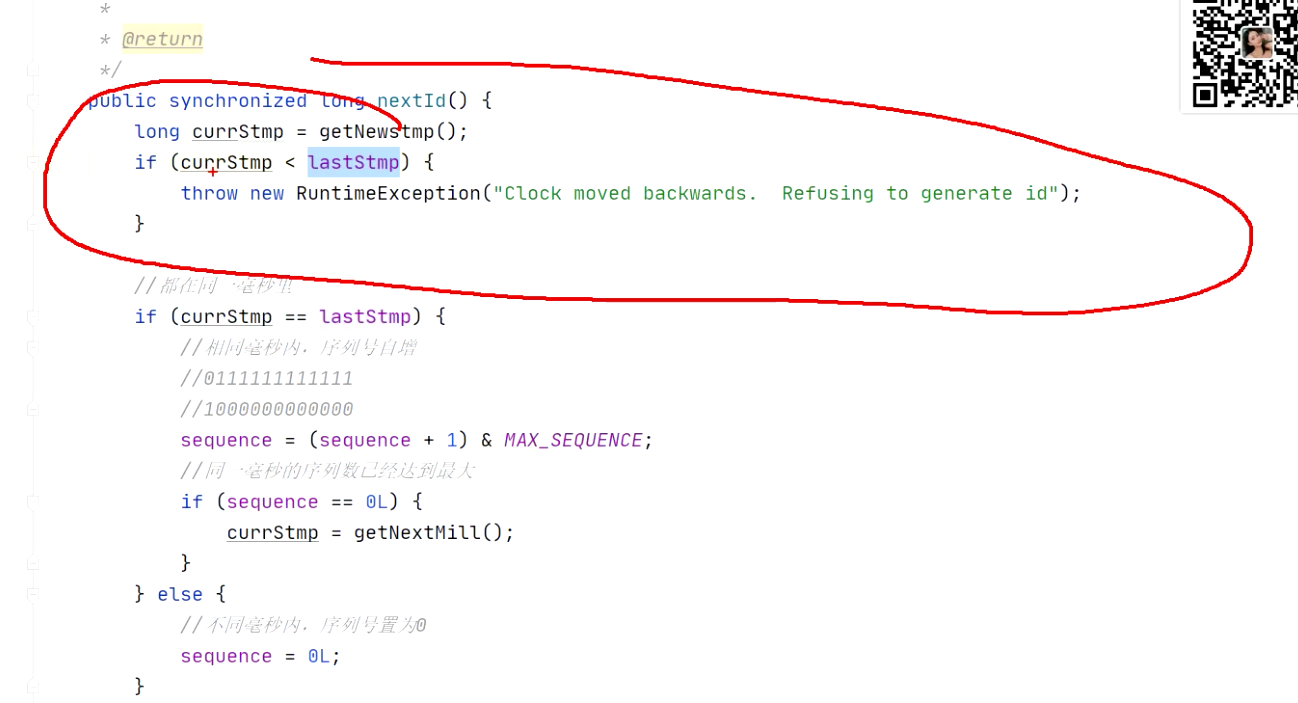 *
* @return
*/
public synchronized long nextId() {
long currStmp = getNewstmp();
if (currStmp < lastStmp) {
throw new RuntimeException("Clock moved backwards.  Refusing to generate id");
}
//都在同一毫秒里
if (currStmp == lastStmp) {
//相同毫秒内，序列号自增
//0111111111111
//1000000000000
sequence = (sequence + 1) & MAX_SEQUENCE;
//同一毫秒的序列数已经达到最大
if (sequence == 0L) {
currStmp = getNextMill();
}
} else {
//不同毫秒内，序列号置为0
sequence = 0L;
}